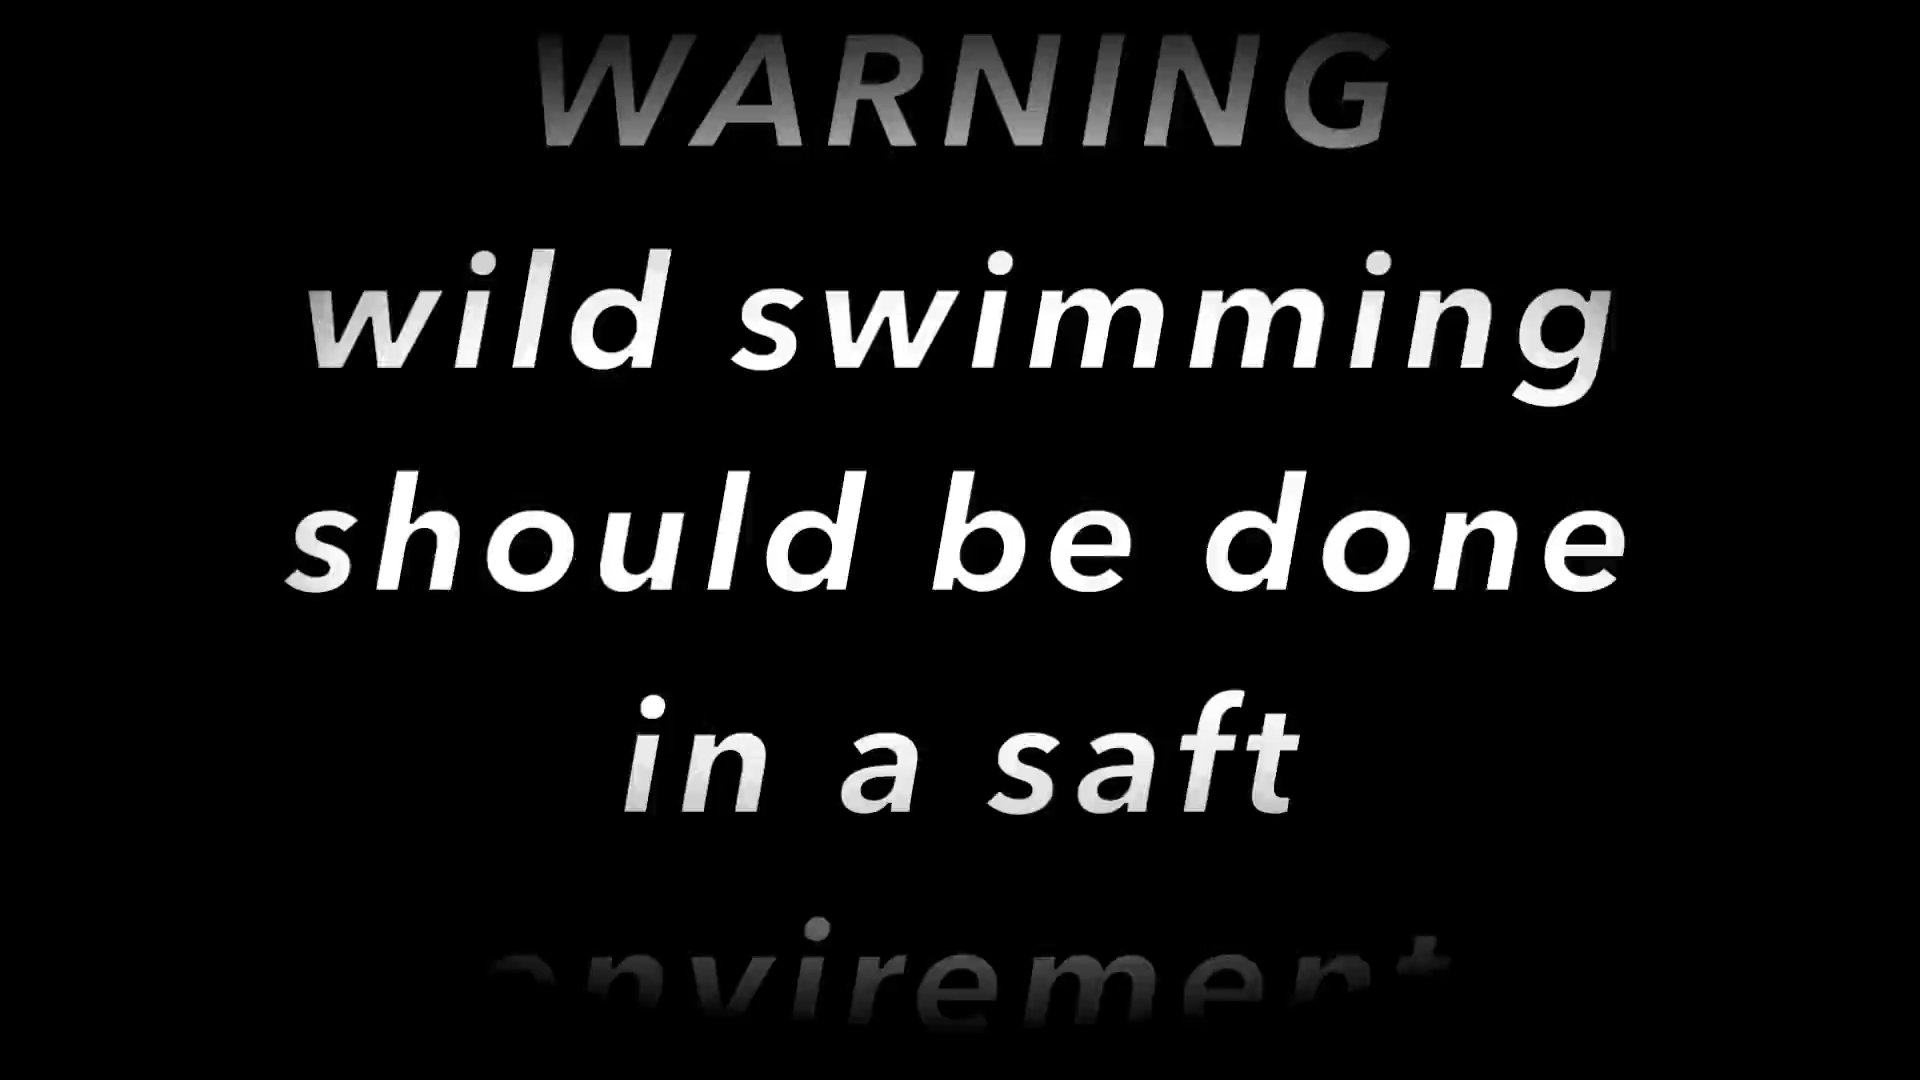 WARNING
wild swimming
should be done
in a saft
envirement